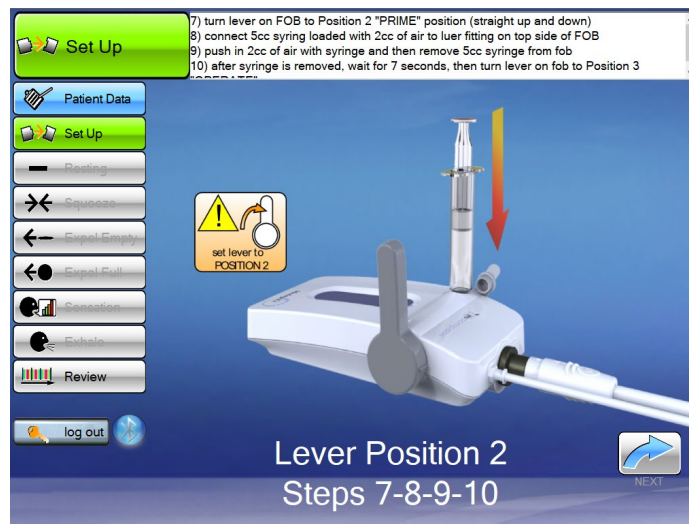 7) turn lever on FOB to Position 2 "PRIME" position (straight up and down)
Set Up
8) connect 5cc syring loaded with 2cc of air to luer fitting on top side of FOB
9) push in 2cc of air with syringe and then remove 5cc syringe from fob
10) after syringe is removed, wait for 7 seconds, then turn lever on fob to Position 3
"OPERATE"
Patient Data
Set Up
Resting
Squeeze
Expel Empty
Expel Full
Sensation
Exhale
Review
log out
set lever to
POSITION 2
Lever Position 2
Steps 7-8-9-10
NEXT